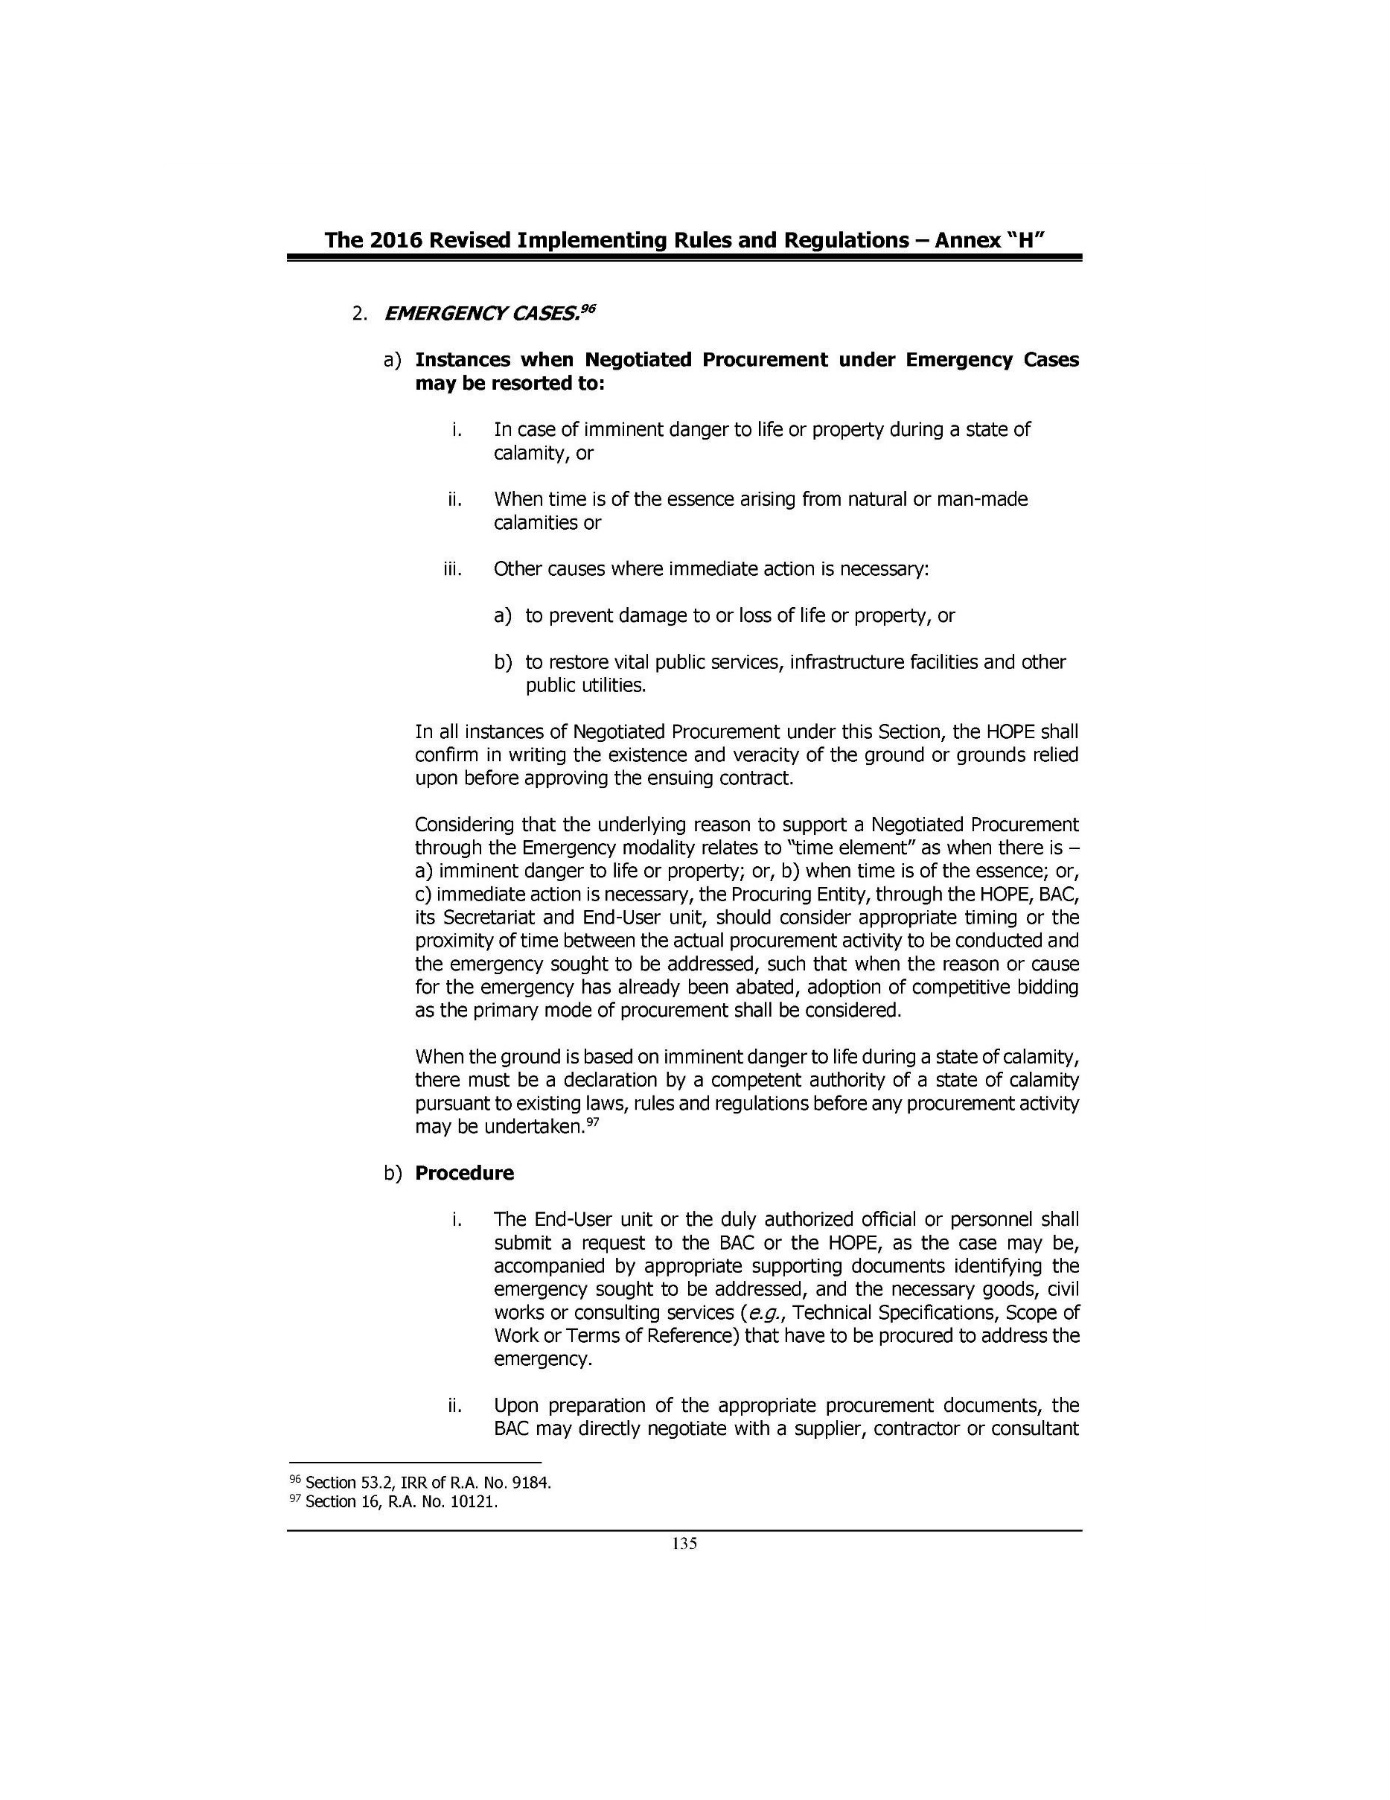 The 2016 Revised Implementing Rules and Regulations – Annex “H”
2. EMERGENCY CASES.96
a) Instances when Negotiated Procurement under Emergency Cases
may be resorted to:
i. In case of imminent danger to life or property during a state of
calamity, or
ii. When time is of the essence arising from natural or man-made
calamities or
iii. Other causes where immediate action is necessary:
a) to prevent damage to or loss of life or property, or
b) to restore vital public services, infrastructure facilities and other
public utilities.
In all instances of Negotiated Procurement under this Section, the HOPE shall
confirm in writing the existence and veracity of the ground or grounds relied
upon before approving the ensuing contract.
Considering that the underlying reason to support a Negotiated Procurement
through the Emergency modality relates to “time element” as when there is –
a) imminent danger to life or property; or, b) when time is of the essence; or,
c) immediate action is necessary, the Procuring Entity, through the HOPE, BAC,
its Secretariat and End-User unit, should consider appropriate timing or the
proximity of time between the actual procurement activity to be conducted and
the emergency sought to be addressed, such that when the reason or cause
for the emergency has already been abated, adoption of competitive bidding
as the primary mode of procurement shall be considered.
When the ground is based on imminent danger to life during a state of calamity,
there must be a declaration by a competent authority of a state of calamity
pursuant to existing laws, rules and regulations before any procurement activity
may be undertaken.97
b) Procedure
i. The End-User unit or the duly authorized official or personnel shall
submit a request to the BAC or the HOPE, as the case may be,
accompanied by appropriate supporting documents identifying the
emergency sought to be addressed, and the necessary goods, civil
works or consulting services (e.g., Technical Specifications, Scope of
Work or Terms of Reference) that have to be procured to address the
emergency.
ii. Upon preparation of the appropriate procurement documents, the
BAC may directly negotiate with a supplier, contractor or consultant
96 Section 53.2, IRR of R.A. No. 9184.
97 Section 16, R.A. No. 10121.
135